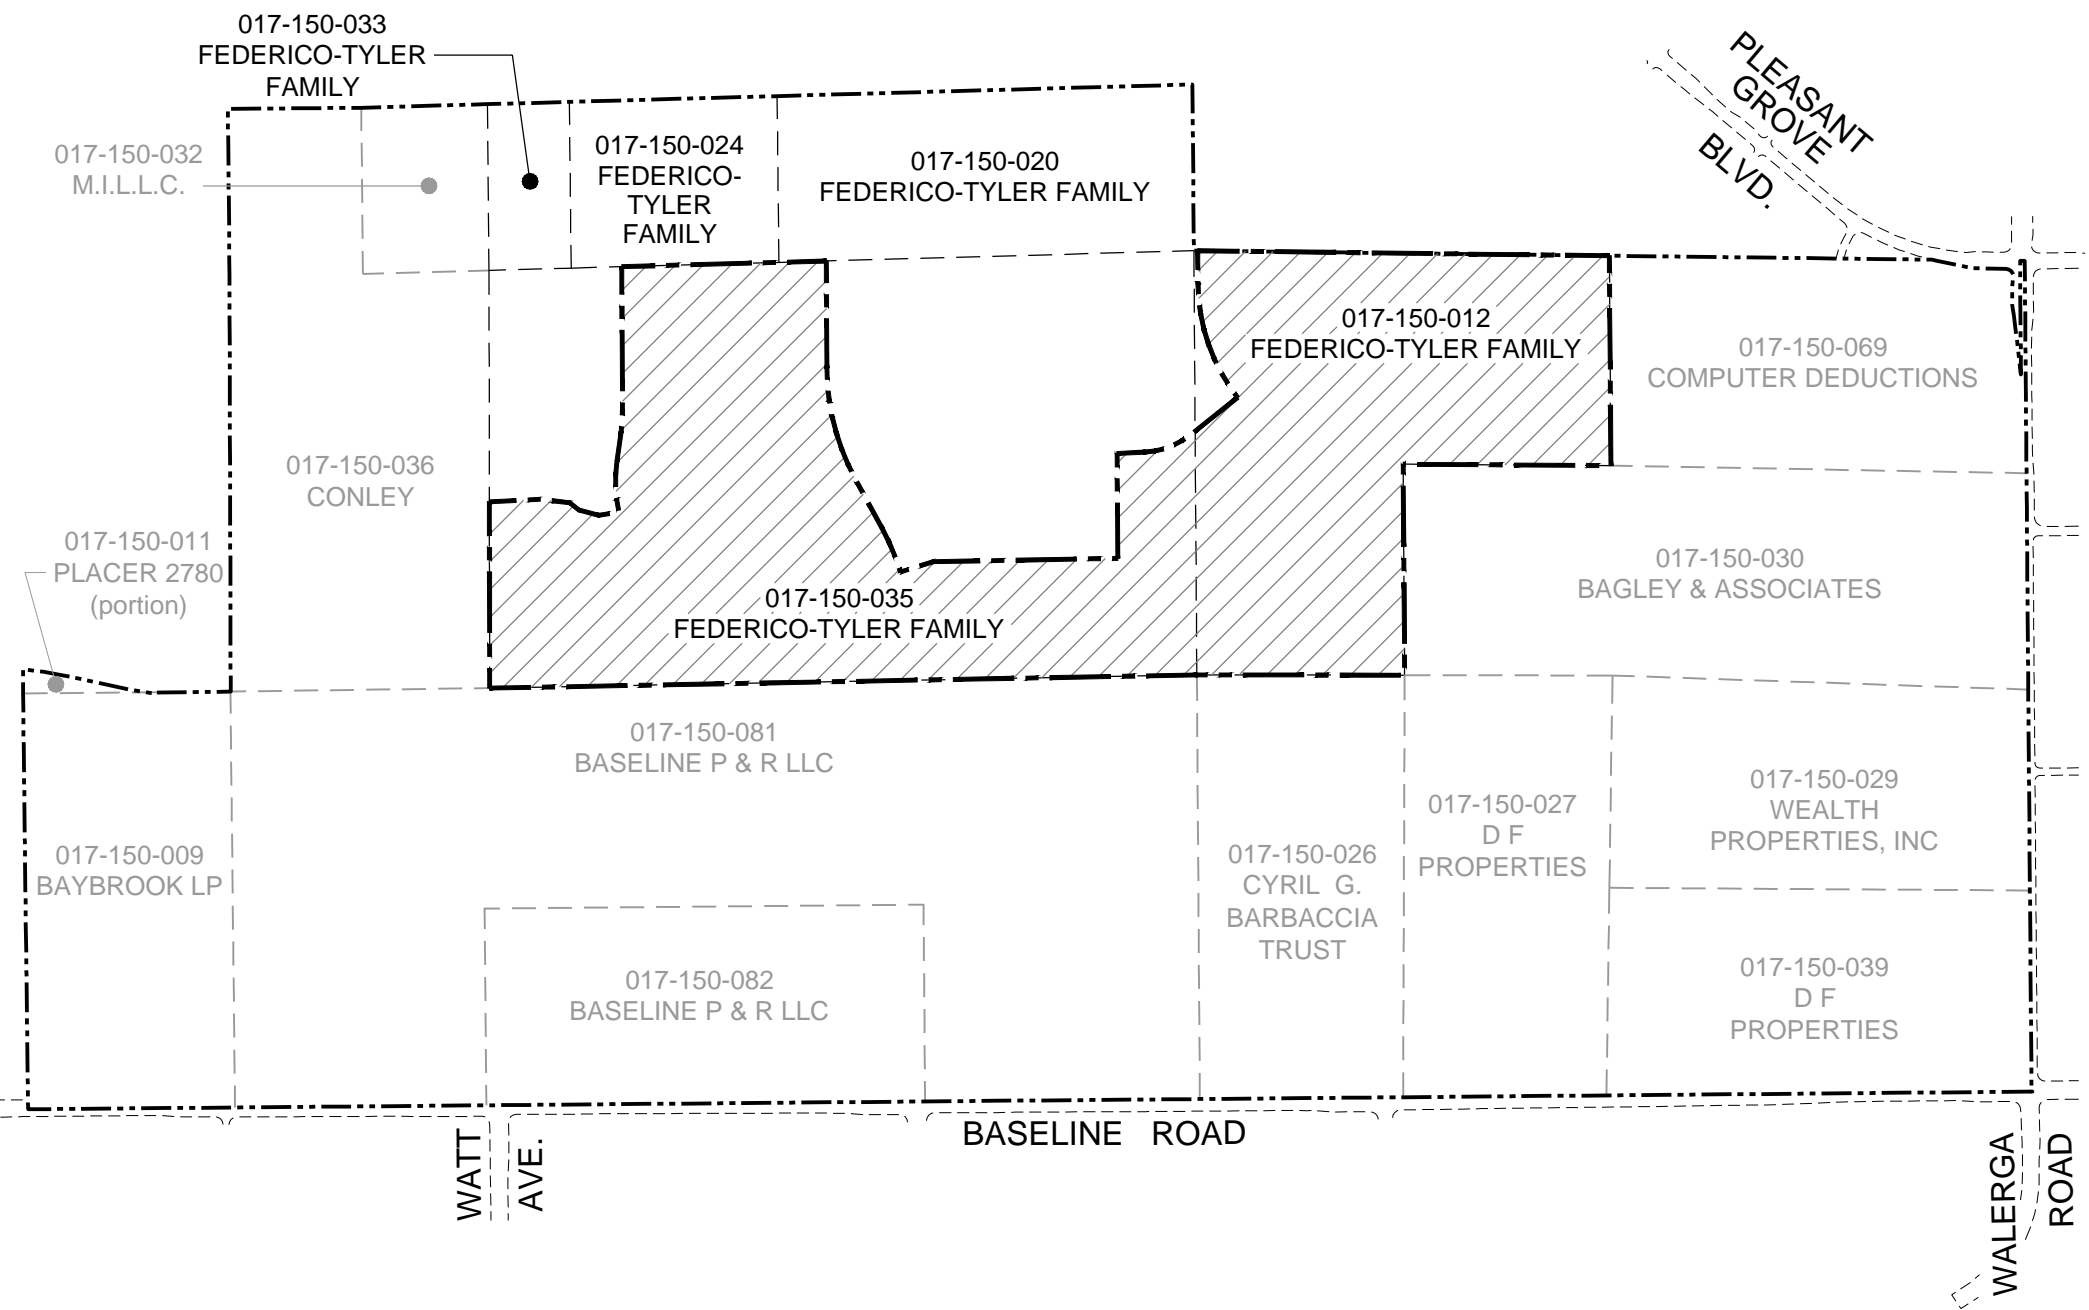 017-150-033
FEDERICO-TYLER
FAMILY
PLEASANT
GROVE
BLVD.
017-150-032
M.I.L.L.C.
017-150-024
FEDERICO-
TYLER
FAMILY
017-150-020
FEDERICO-TYLER FAMILY
017-150-012
FEDERICO-TYLER FAMILY
017-150-069
COMPUTER DEDUCTIONS
017-150-036
CONLEY
017-150-011
PLACER 2780
(portion)
017-150-035
FEDERICO-TYLER FAMILY
017-150-030
BAGLEY & ASSOCIATES
017-150-081
BASELINE P & R LLC
017-150-009
BAYBROOK LP
017-150-026
CYRIL G.
BARBACCIA
TRUST
017-150-027
D F
PROPERTIES
017-150-029
WEALTH
PROPERTIES, INC
017-150-082
BASELINE P & R LLC
017-150-039
D F
PROPERTIES
BASELINE ROAD
WATT
AVE.
WALERGA
ROAD